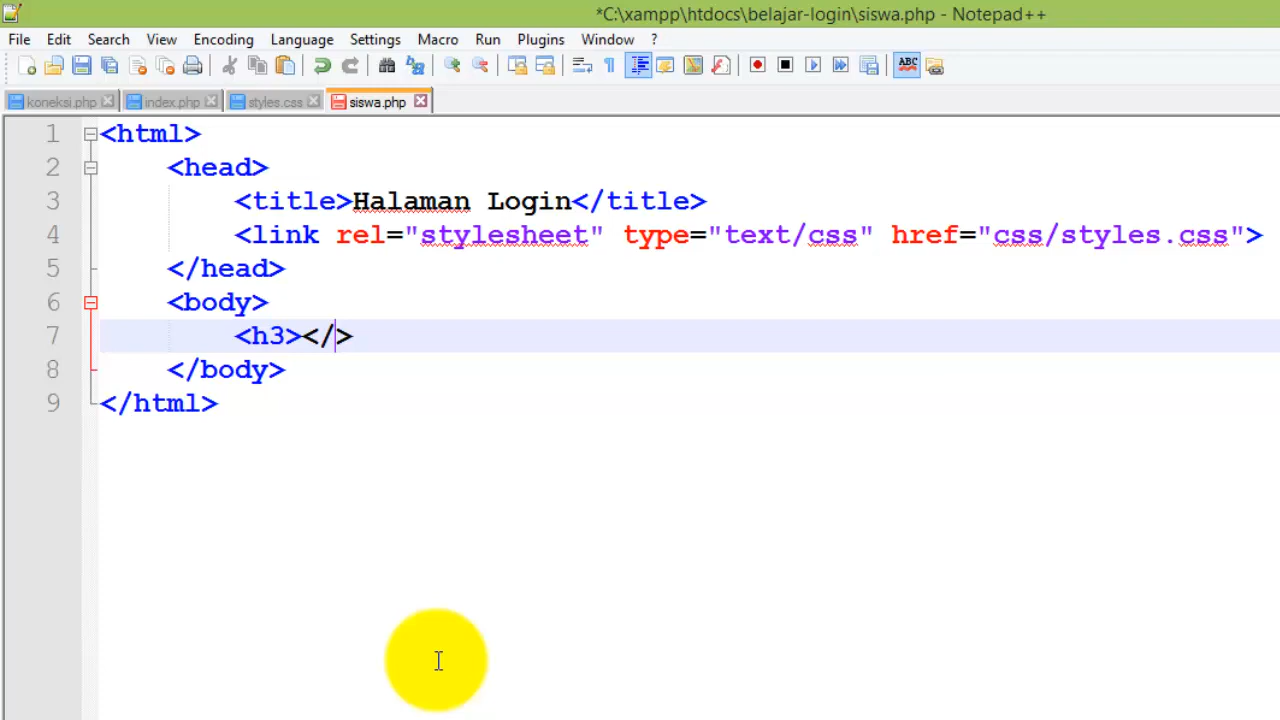 *C:\xampp\htdocs\belajar-login\siswa.php - Notepad++
File Edit Search View Encoding Language Settings Macro Run Plugins Window ?
ABC
koneksi.php index.php styles.css siswa.php
1 <html>
2 <head>
3 <title>Halaman Login</title>
4 <link rel="stylesheet" type="text/css" href="css/styles.css">
5 </head>
6 <body>
7 <h3></>
8 </body>
9 </html>